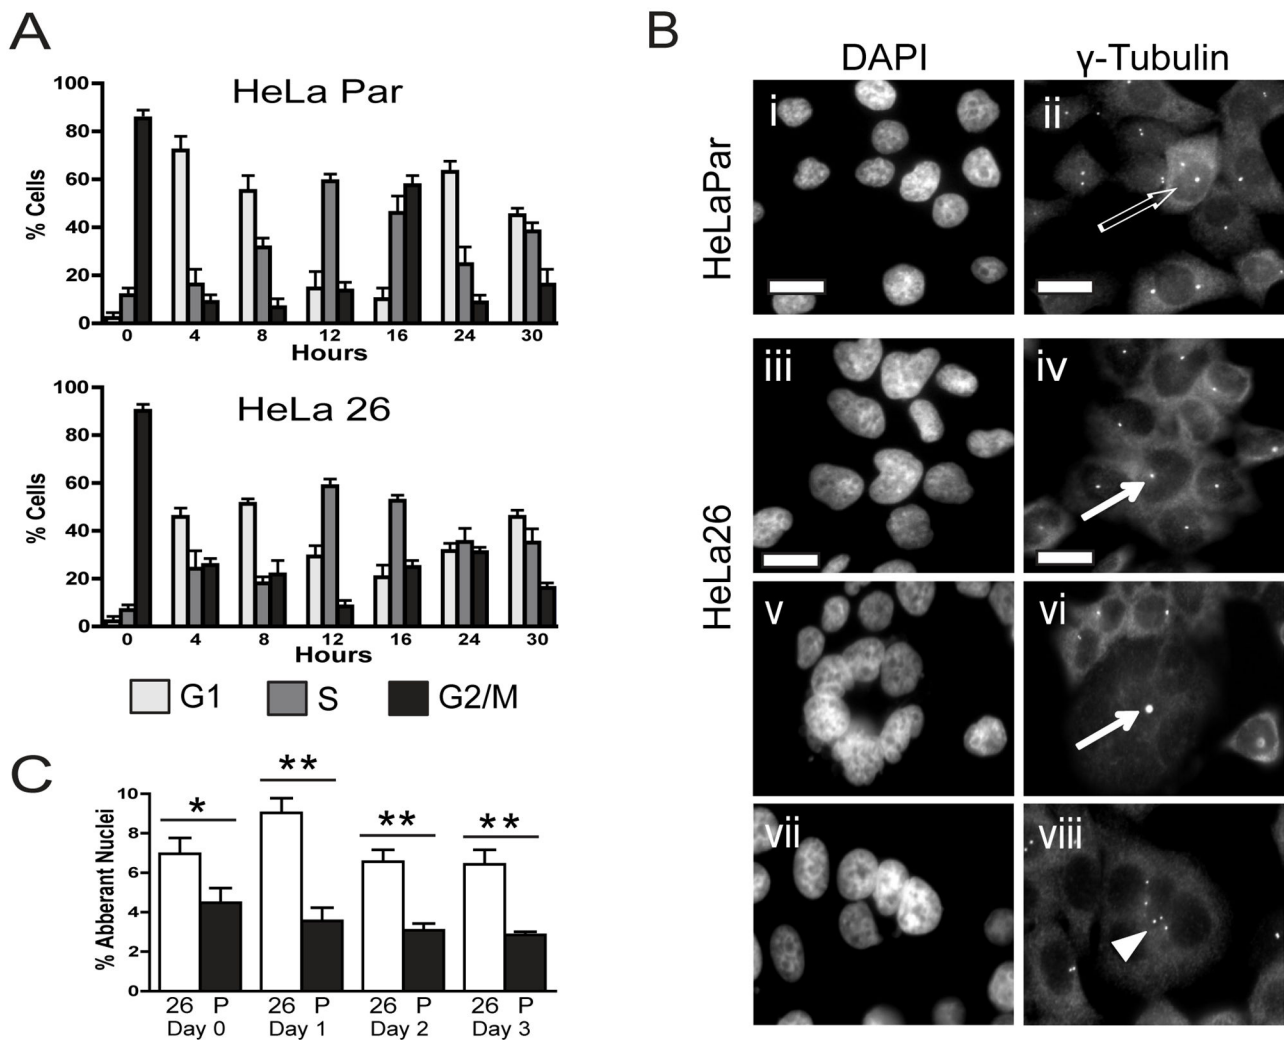 A
HeLa Par
100
80
60
40
20
0
% Cells
0 4 8 12 16 24 30
Hours
HeLa 26
100
80
60
40
20
0
% Cells
0 4 8 12 16 24 30
Hours
G1 S G2/M
B
DAPI γ-Tubulin
HeLaPar
i ii
HeLa26
iii iv
v vi
vii viii
C
10
8
6
4
2
0
% Abberant Nuclei
* ** ** **
26 P 26 P 26 P 26 P
Day 0 Day 1 Day 2 Day 3